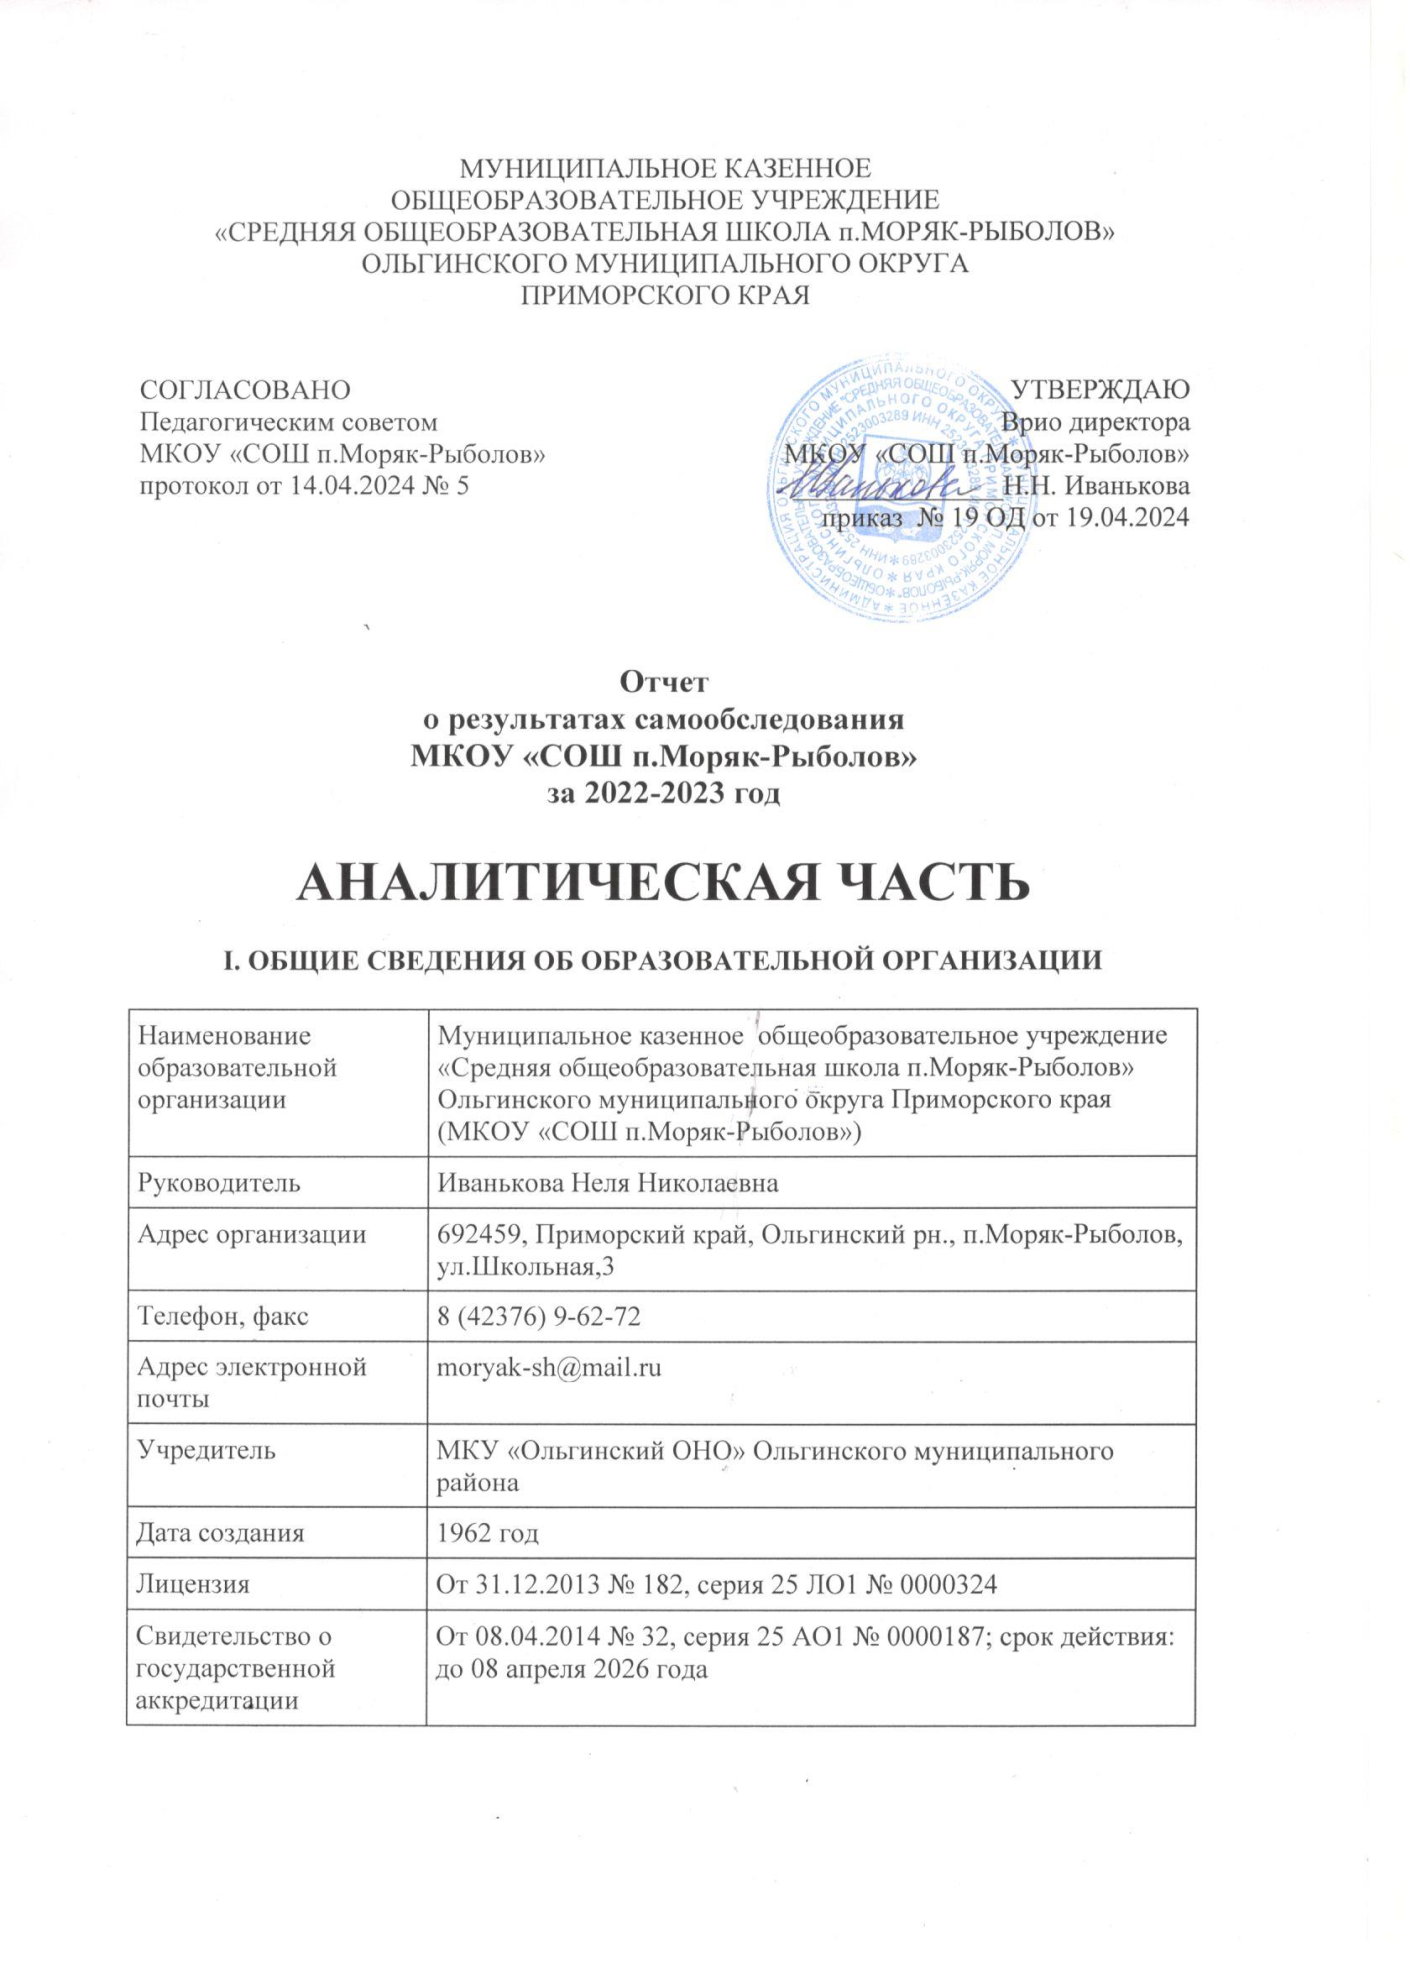 МУНИЦИПАЛЬНОЕ КАЗЕННОЕ
ОБЩЕОБРАЗОВАТЕЛЬНОЕ УЧРЕЖДЕНИЕ
«СРЕДНЯЯ ОБЩЕОБРАЗОВАТЕЛЬНАЯ ШКОЛА п.МОРЯК-РЫБОЛОВ»
ОЛЬГИНСКОГО МУНИЦИПАЛЬНОГО ОКРУГА
ПРИМОРСКОГО КРАЯ
СОГЛАСОВАНО
Педагогическим советом
МКОУ «СОШ п.Моряк-Рыболов»
протокол от 14.04.2024 № 5
УТВЕРЖДАЮ
Врио директора
МКОУ «СОШ п.Моряк-Рыболов»
Н.Н. Иванькова
приказ № 19 ОД от 19.04.2024
Отчет
о результатах самообследования
МКОУ «СОШ п.Моряк-Рыболов»
за 2022-2023 год
АНАЛИТИЧЕСКАЯ ЧАСТЬ
I. ОБЩИЕ СВЕДЕНИЯ ОБ ОБРАЗОВАТЕЛЬНОЙ ОРГАНИЗАЦИИ
Наименование
образовательной
организации
Муниципальное казенное общеобразовательное учреждение
«Средняя общеобразовательная школа п.Моряк-Рыболов»
Ольгинского муниципального округа Приморского края
(МКОУ «СОШ п.Моряк-Рыболов»)
Руководитель
Иванькова Неля Николаевна
Адрес организации
692459, Приморский край, Ольгинский рн., п.Моряк-Рыболов,
ул.Школьная,3
Телефон, факс
8 (42376) 9-62-72
Адрес электронной
почты
moryak-sh@mail.ru
Учредитель
МКУ «Ольгинский ОНО» Ольгинского муниципального
района
Дата создания
1962 год
Лицензия
От 31.12.2013 № 182, серия 25 ЛО1 № 0000324
Свидетельство о
государственной
аккредитации
От 08.04.2014 № 32, серия 25 АО1 № 0000187; срок действия:
до 08 апреля 2026 года